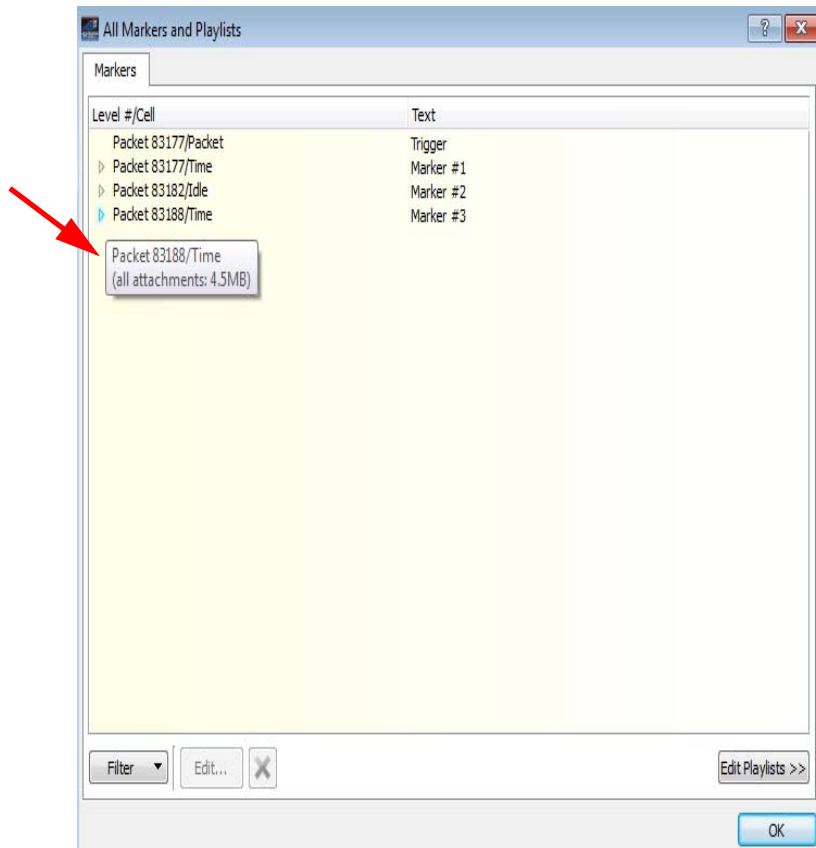 All Markers and Playlists
Markers
Level #/Cell Text
Packet 83177/Packet Trigger
Packet 83177/Time Marker #1
Packet 83182/Idle Marker #2
Packet 83188/Time Marker #3
Packet 83188/Time
(all attachments: 4.5MB)
Filter Edit... Edit Playlists >>
OK